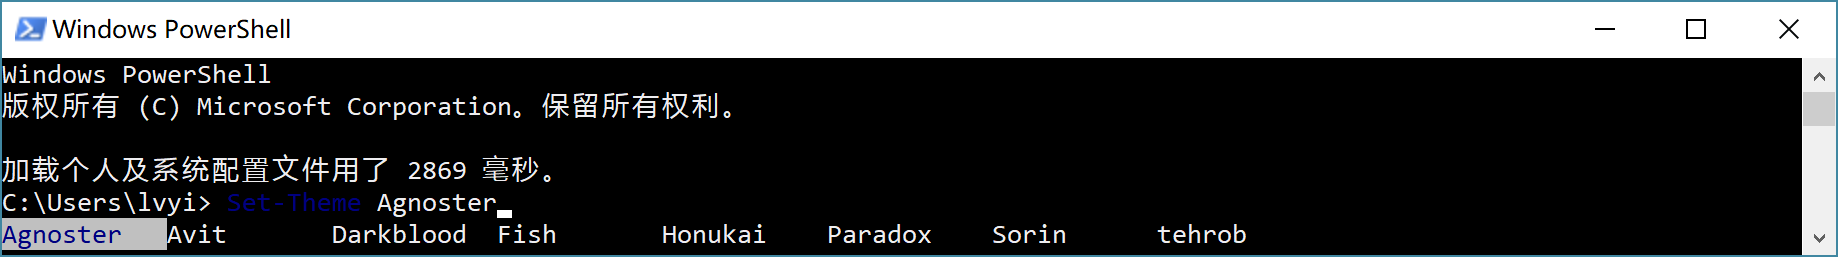 Windows PowerShell
Windows PowerShell
版权所有 (C) Microsoft Corporation。保留所有权利。
加载个人及系统配置文件用了 2869 毫秒。
C:\Users\lvyi> Set-Theme Agnoster
Agnoster Avit Darkblood Fish Honukai Paradox Sorin tehrob